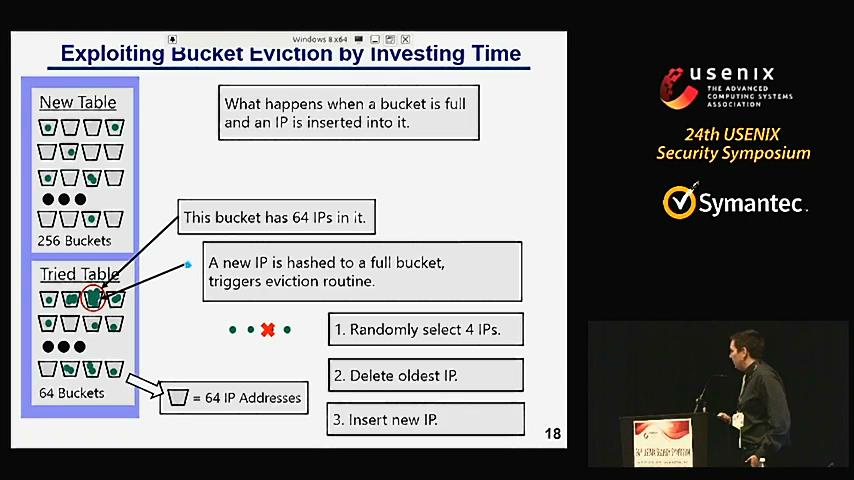 Windows 8 x64
Exploiting Bucket Eviction by Investing Time
New Table
256 Buckets
Tried Table
64 Buckets
What happens when a bucket is full
and an IP is inserted into it.
This bucket has 64 IPs in it.
A new IP is hashed to a full bucket,
triggers eviction routine.
1. Randomly select 4 IPs.
2. Delete oldest IP.
3. Insert new IP.
= 64 IP Addresses
18
usenix
THE ADVANCED
COMPUTING SYSTEMS
ASSOCIATION
24th USENIX
Security Symposium
Symantec.